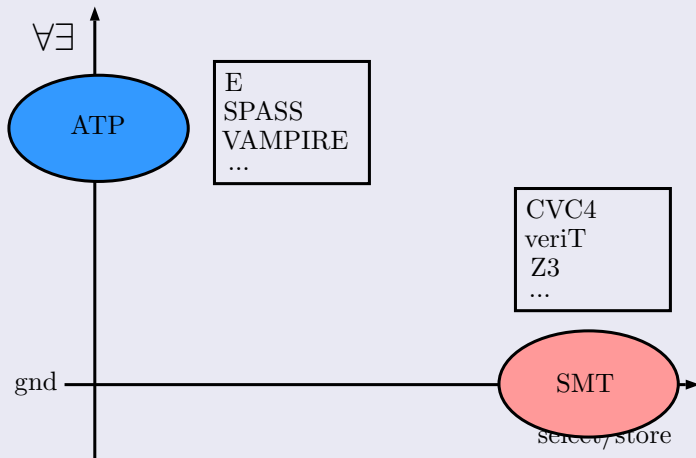 ∀∃
ATP
E
SPASS
VAMPIRE
...
CVC4
veriT
Z3
...
gnd
SMT
select/store